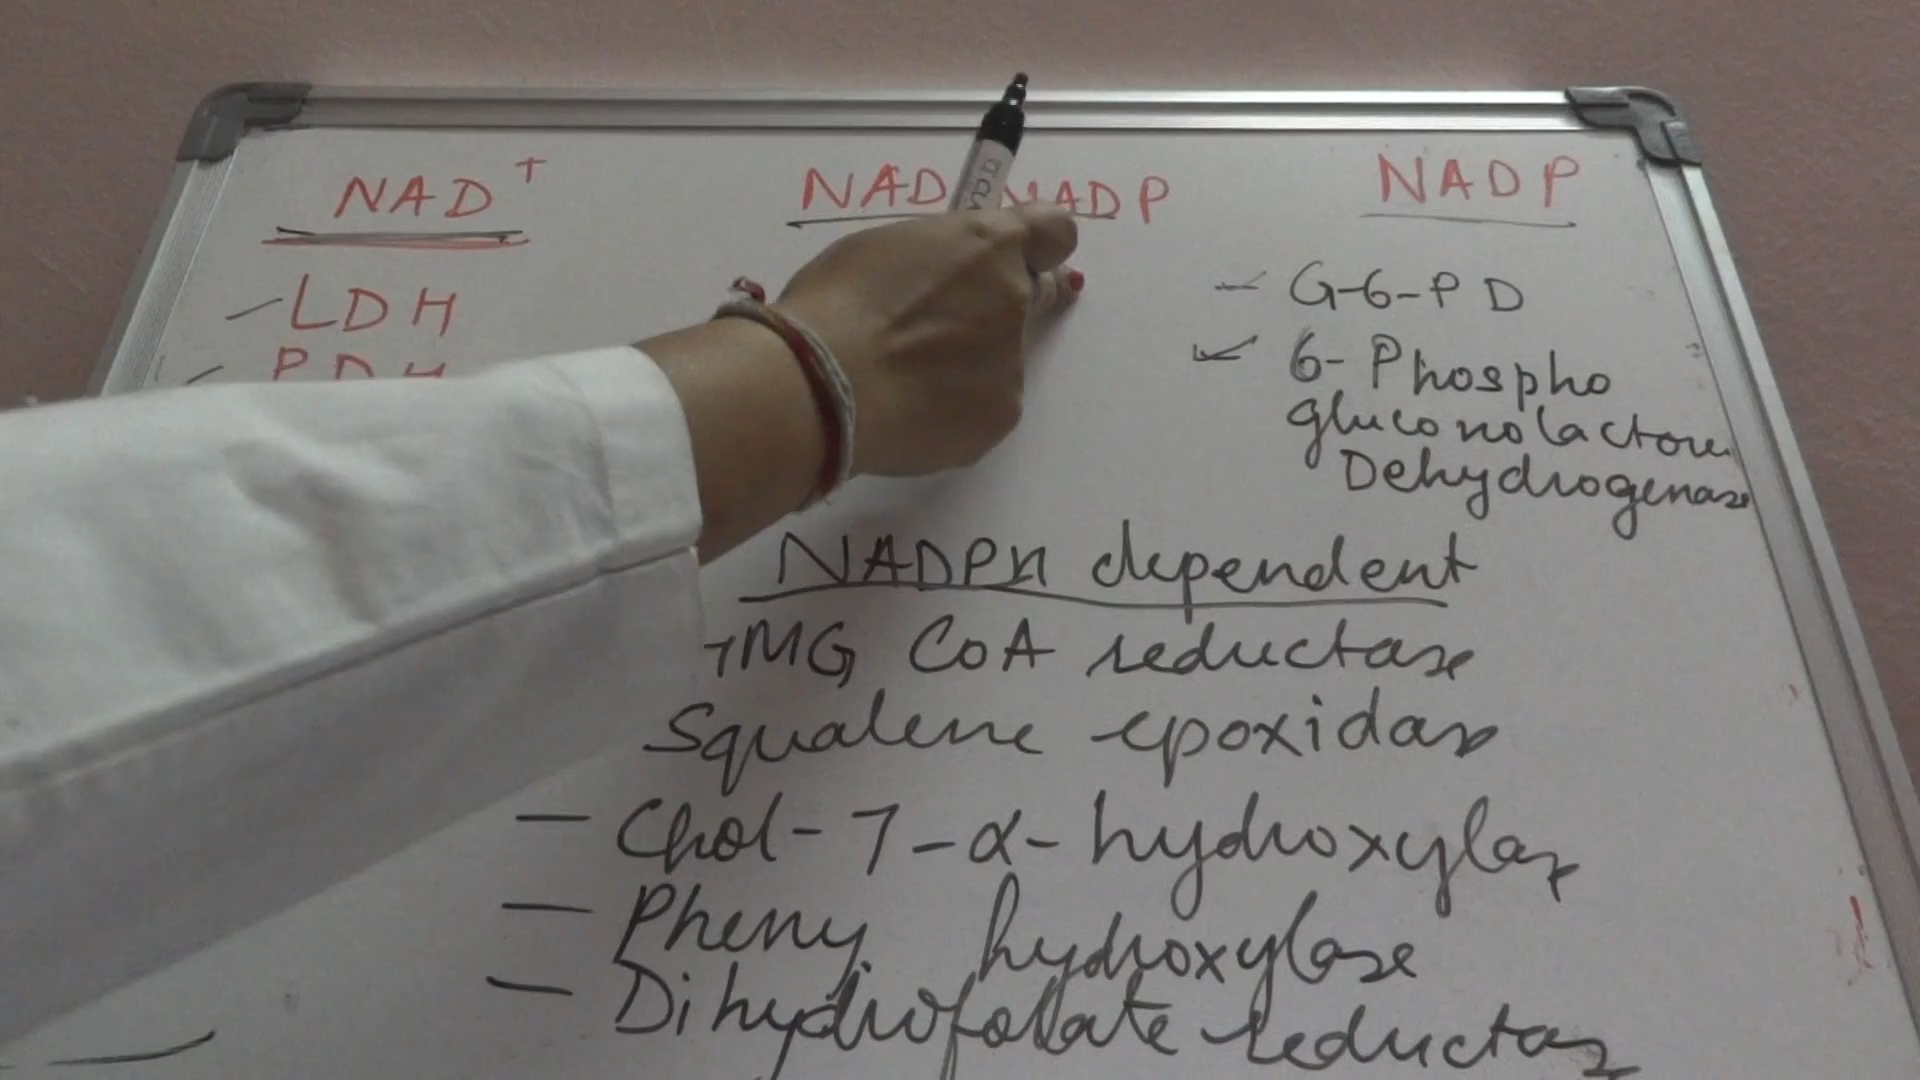 NAD+
NAD NADP
NADP
LDH
PDH
G-6-PD
6-Phospho
gluconolactone
Dehydrogenase
NADPH dependent
HMG CoA reductase
Squalene epoxidase
- Chol-7-α-hydroxylase
- Pheny. hydroxylase
- Dihydrofolate reductase